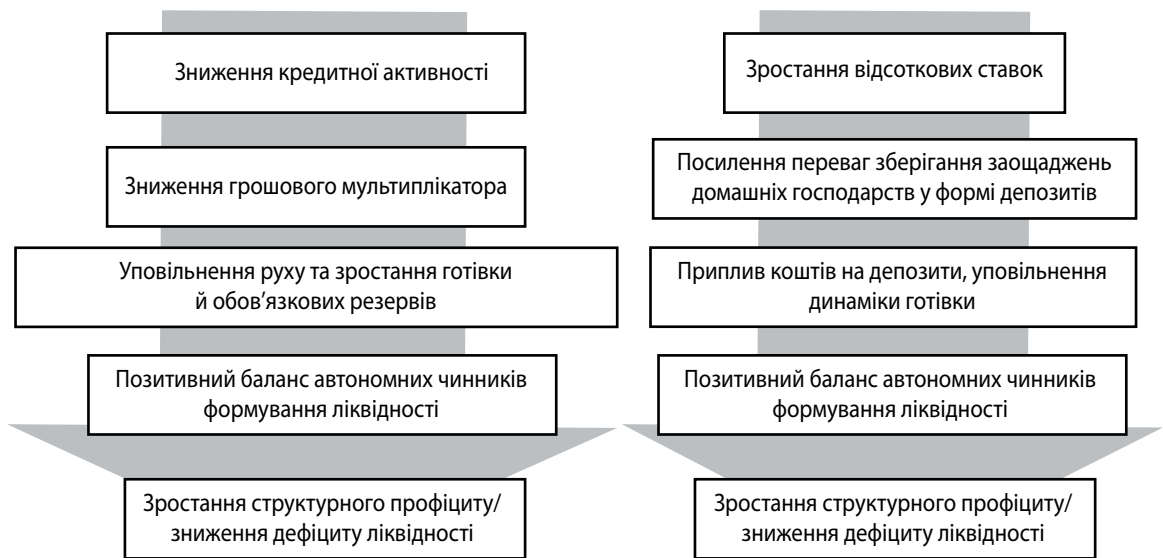 Зниження кредитної активності
Зниження грошового мультиплікатора
Уповільнення руху та зростання готівки
й обов’язкових резервів
Позитивний баланс автономних чинників
формування ліквідності
Зростання структурного профіциту/
зниження дефіциту ліквідності
Зростання відсоткових ставок
Посилення переваг зберігання заощаджень
домашніх господарств у формі депозитів
Приплив коштів на депозити, уповільнення
динаміки готівки
Позитивний баланс автономних чинників
формування ліквідності
Зростання структурного профіциту/
зниження дефіциту ліквідності